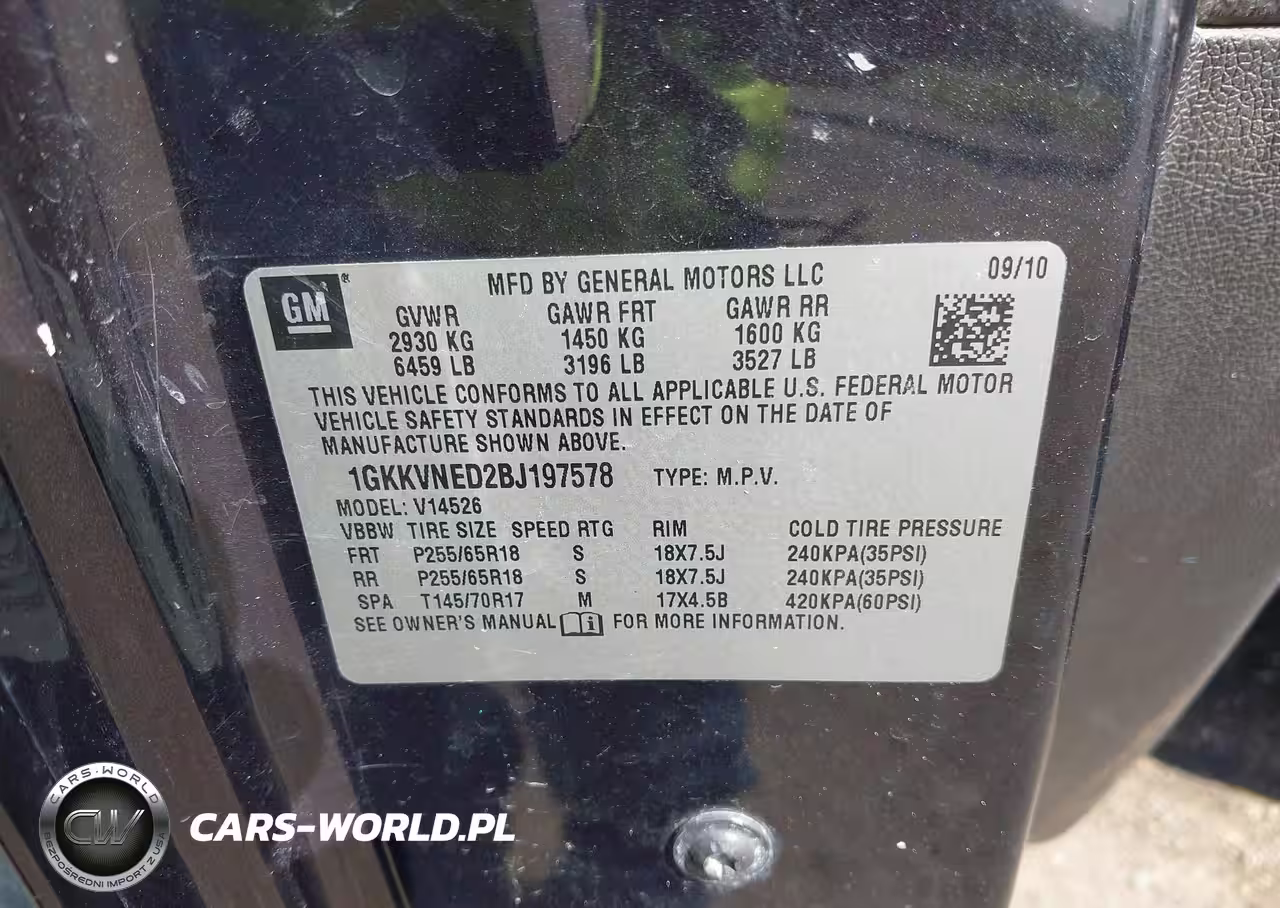 GM
MFD BY GENERAL MOTORS LLC 09/10
GVWR GAWR FRT GAWR RR
2930 KG 1450 KG 1600 KG
6459 LB 3196 LB 3527 LB
THIS VEHICLE CONFORMS TO ALL APPLICABLE U.S. FEDERAL MOTOR
VEHICLE SAFETY STANDARDS IN EFFECT ON THE DATE OF
MANUFACTURE SHOWN ABOVE.
1GKKVNED2BJ197578 TYPE: M.P.V.
MODEL: V14526
VBBW TIRE SIZE SPEED RTG RIM COLD TIRE PRESSURE
FRT P255/65R18 S 18X7.5J 240KPA(35PSI)
RR P255/65R18 S 18X7.5J 240KPA(35PSI)
SPA T145/70R17 M 17X4.5B 420KPA(60PSI)
SEE OWNER'S MANUAL i FOR MORE INFORMATION.
CARS-WORLD
CW
BEZPOŚREDNI IMPORT Z USA
CARS-WORLD.PL